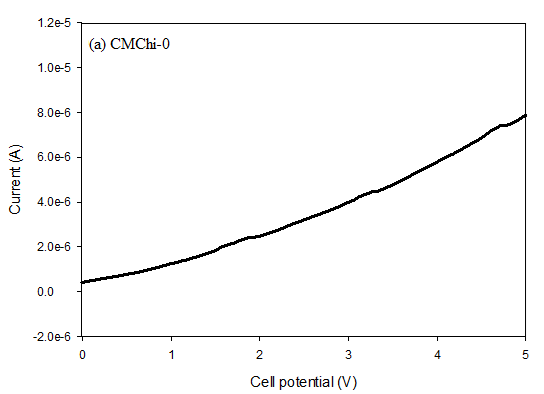 (a) CMChi-0
1.2e-5
1.0e-5
8.0e-6
6.0e-6
4.0e-6
2.0e-6
0.0
-2.0e-6
Current (A)
0 1 2 3 4 5
Cell potential (V)